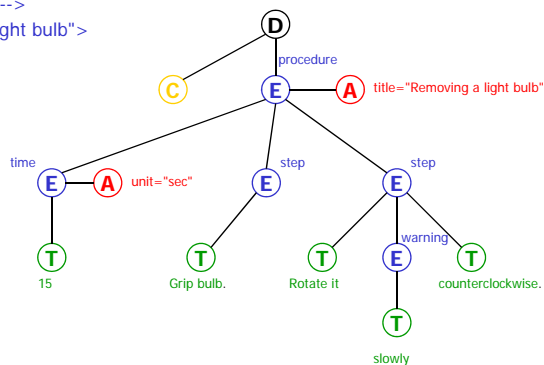 -->
ght bulb">
D
procedure
C
E
A
title="Removing a light bulb"
time
step
step
E
A
unit="sec"
E
E
warning
T
T
T
E
T
15
Grip bulb.
Rotate it
counterclockwise.
T
slowly